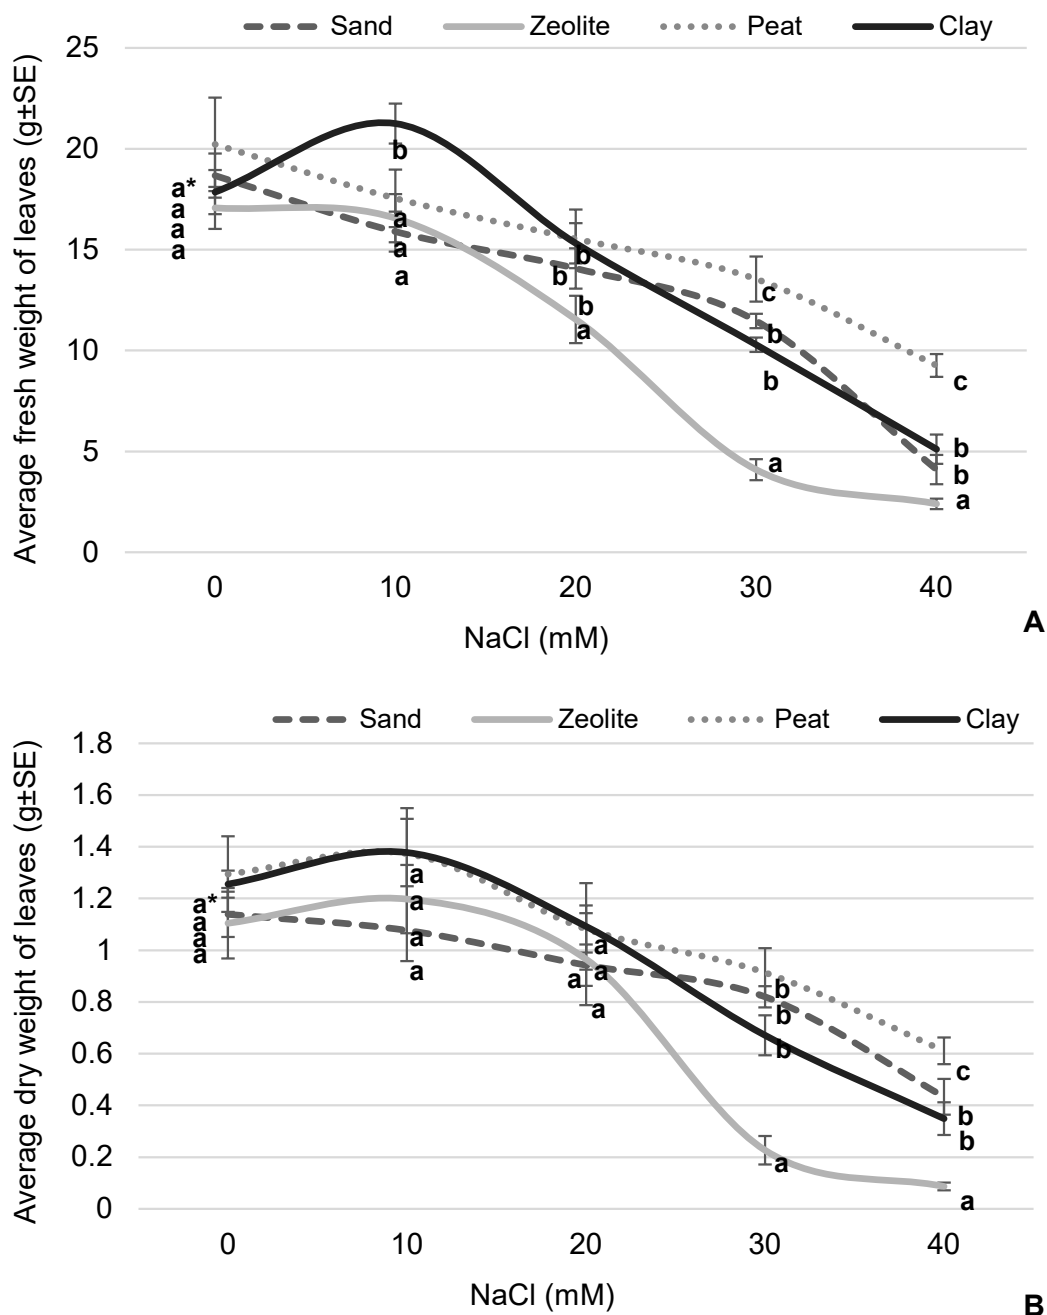 Sand Zeolite Peat Clay
Average fresh weight of leaves (g±SE)
25
20
15
10
5
0
a*
a
a
a
b
a
a
a
b
b
b
a
c
b
b
a
c
b
b
a
0 10 20 30 40
NaCl (mM)
A
Sand Zeolite Peat Clay
Average dry weight of leaves (g±SE)
1.8
1.6
1.4
1.2
1
0.8
0.6
0.4
0.2
0
a*
a
a
a
a
a
a
a
a
a
a
a
b
b
b
a
c
b
b
a
0 10 20 30 40
NaCl (mM)
B